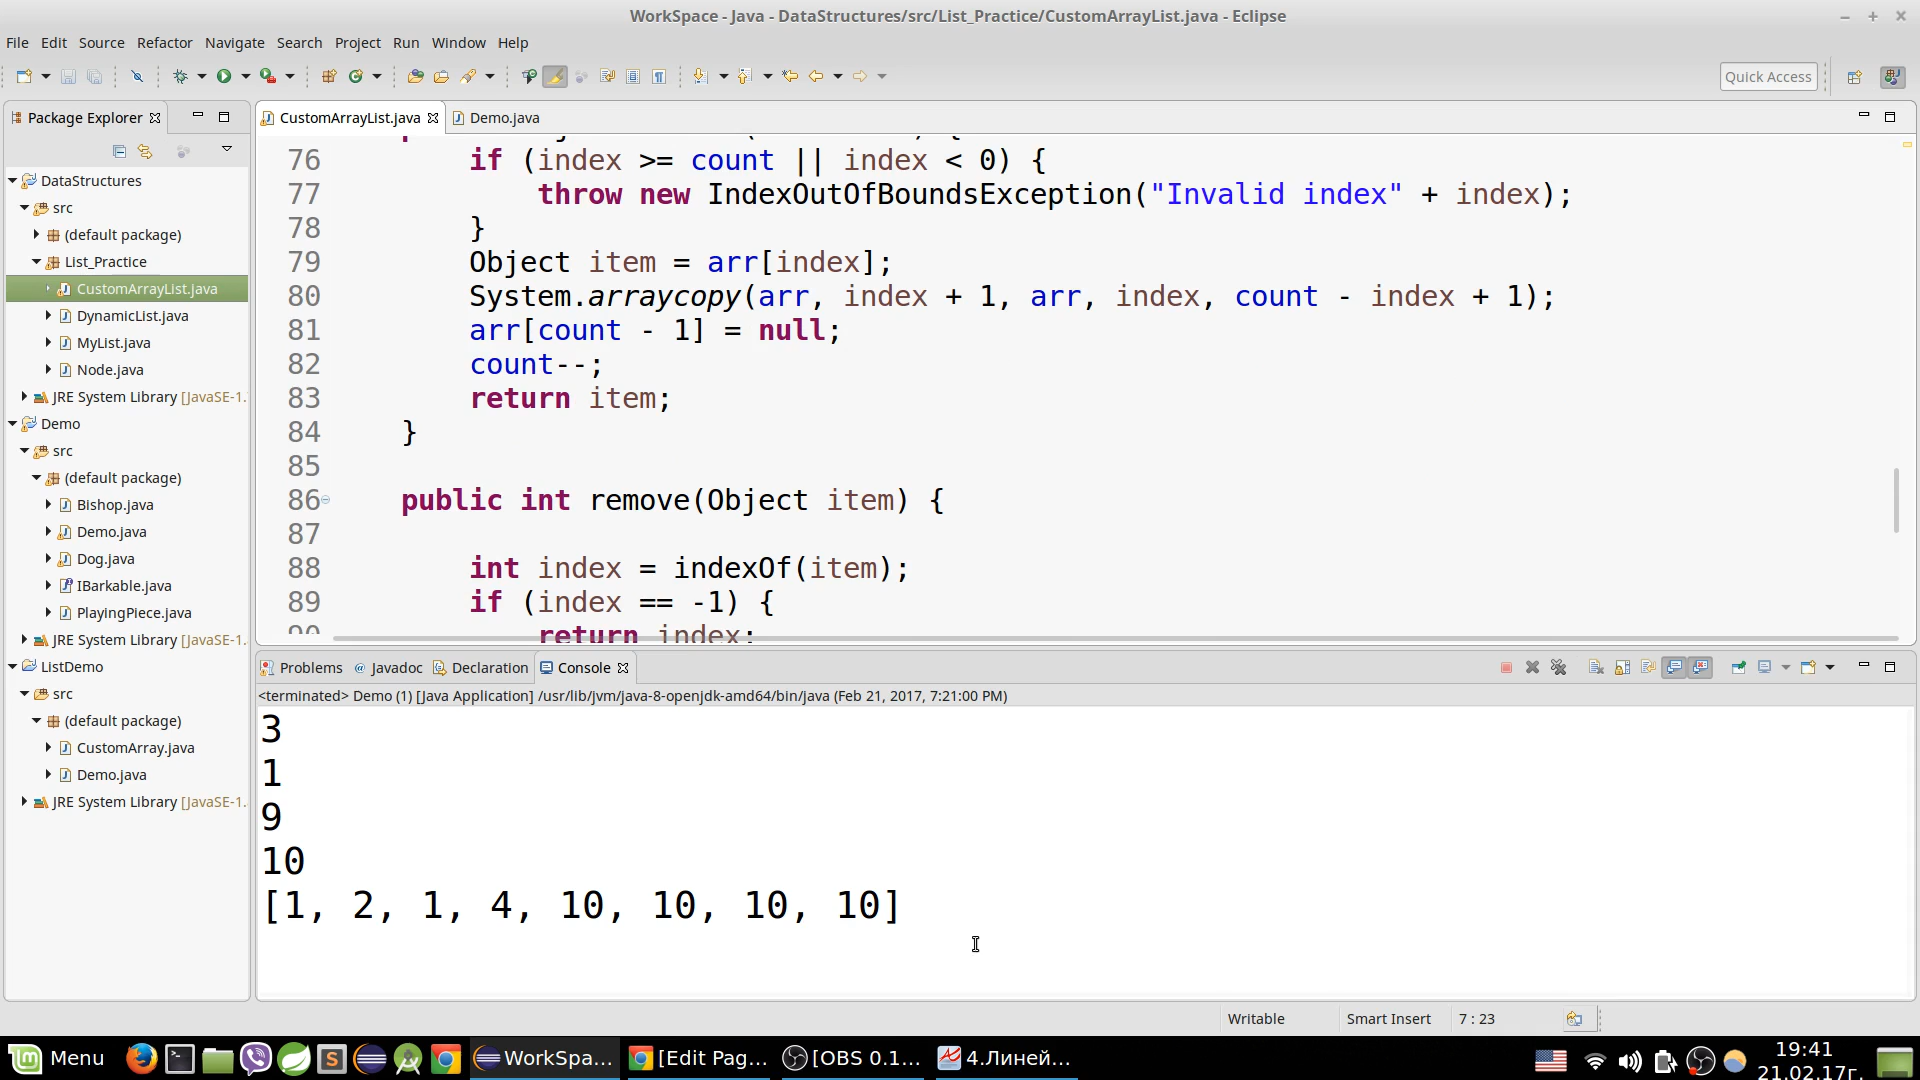 WorkSpace - Java - DataStructures/src/List_Practice/CustomArrayList.java - Eclipse
File Edit Source Refactor Navigate Search Project Run Window Help
Quick Access
Package Explorer
DataStructures
src
(default package)
List_Practice
CustomArrayList.java
DynamicList.java
MyList.java
Node.java
JRE System Library [JavaSE-1.
Demo
src
(default package)
Bishop.java
Demo.java
Dog.java
IBarkable.java
PlayingPiece.java
JRE System Library [JavaSE-1.
ListDemo
src
(default package)
CustomArray.java
Demo.java
JRE System Library [JavaSE-1.
CustomArrayList.java Demo.java
76 if (index >= count || index < 0) {
77 throw new IndexOutOfBoundsException("Invalid index" + index);
78 }
79 Object item = arr[index];
80 System.arraycopy(arr, index + 1, arr, index, count - index + 1);
81 arr[count - 1] = null;
82 count--;
83 return item;
84 }
85
86 public int remove(Object item) {
87
88 int index = indexOf(item);
89 if (index == -1) {
90 return index;
Problems Javadoc Declaration Console
<terminated> Demo (1) [Java Application] /usr/lib/jvm/java-8-openjdk-amd64/bin/java (Feb 21, 2017, 7:21:00 PM)
3
1
9
10
[1, 2, 1, 4, 10, 10, 10, 10]
Writable Smart Insert 7 : 23
Menu WorkSpa... [Edit Pag... [OBS 0.1... 4.Линей... 19:41
21.02.17г.